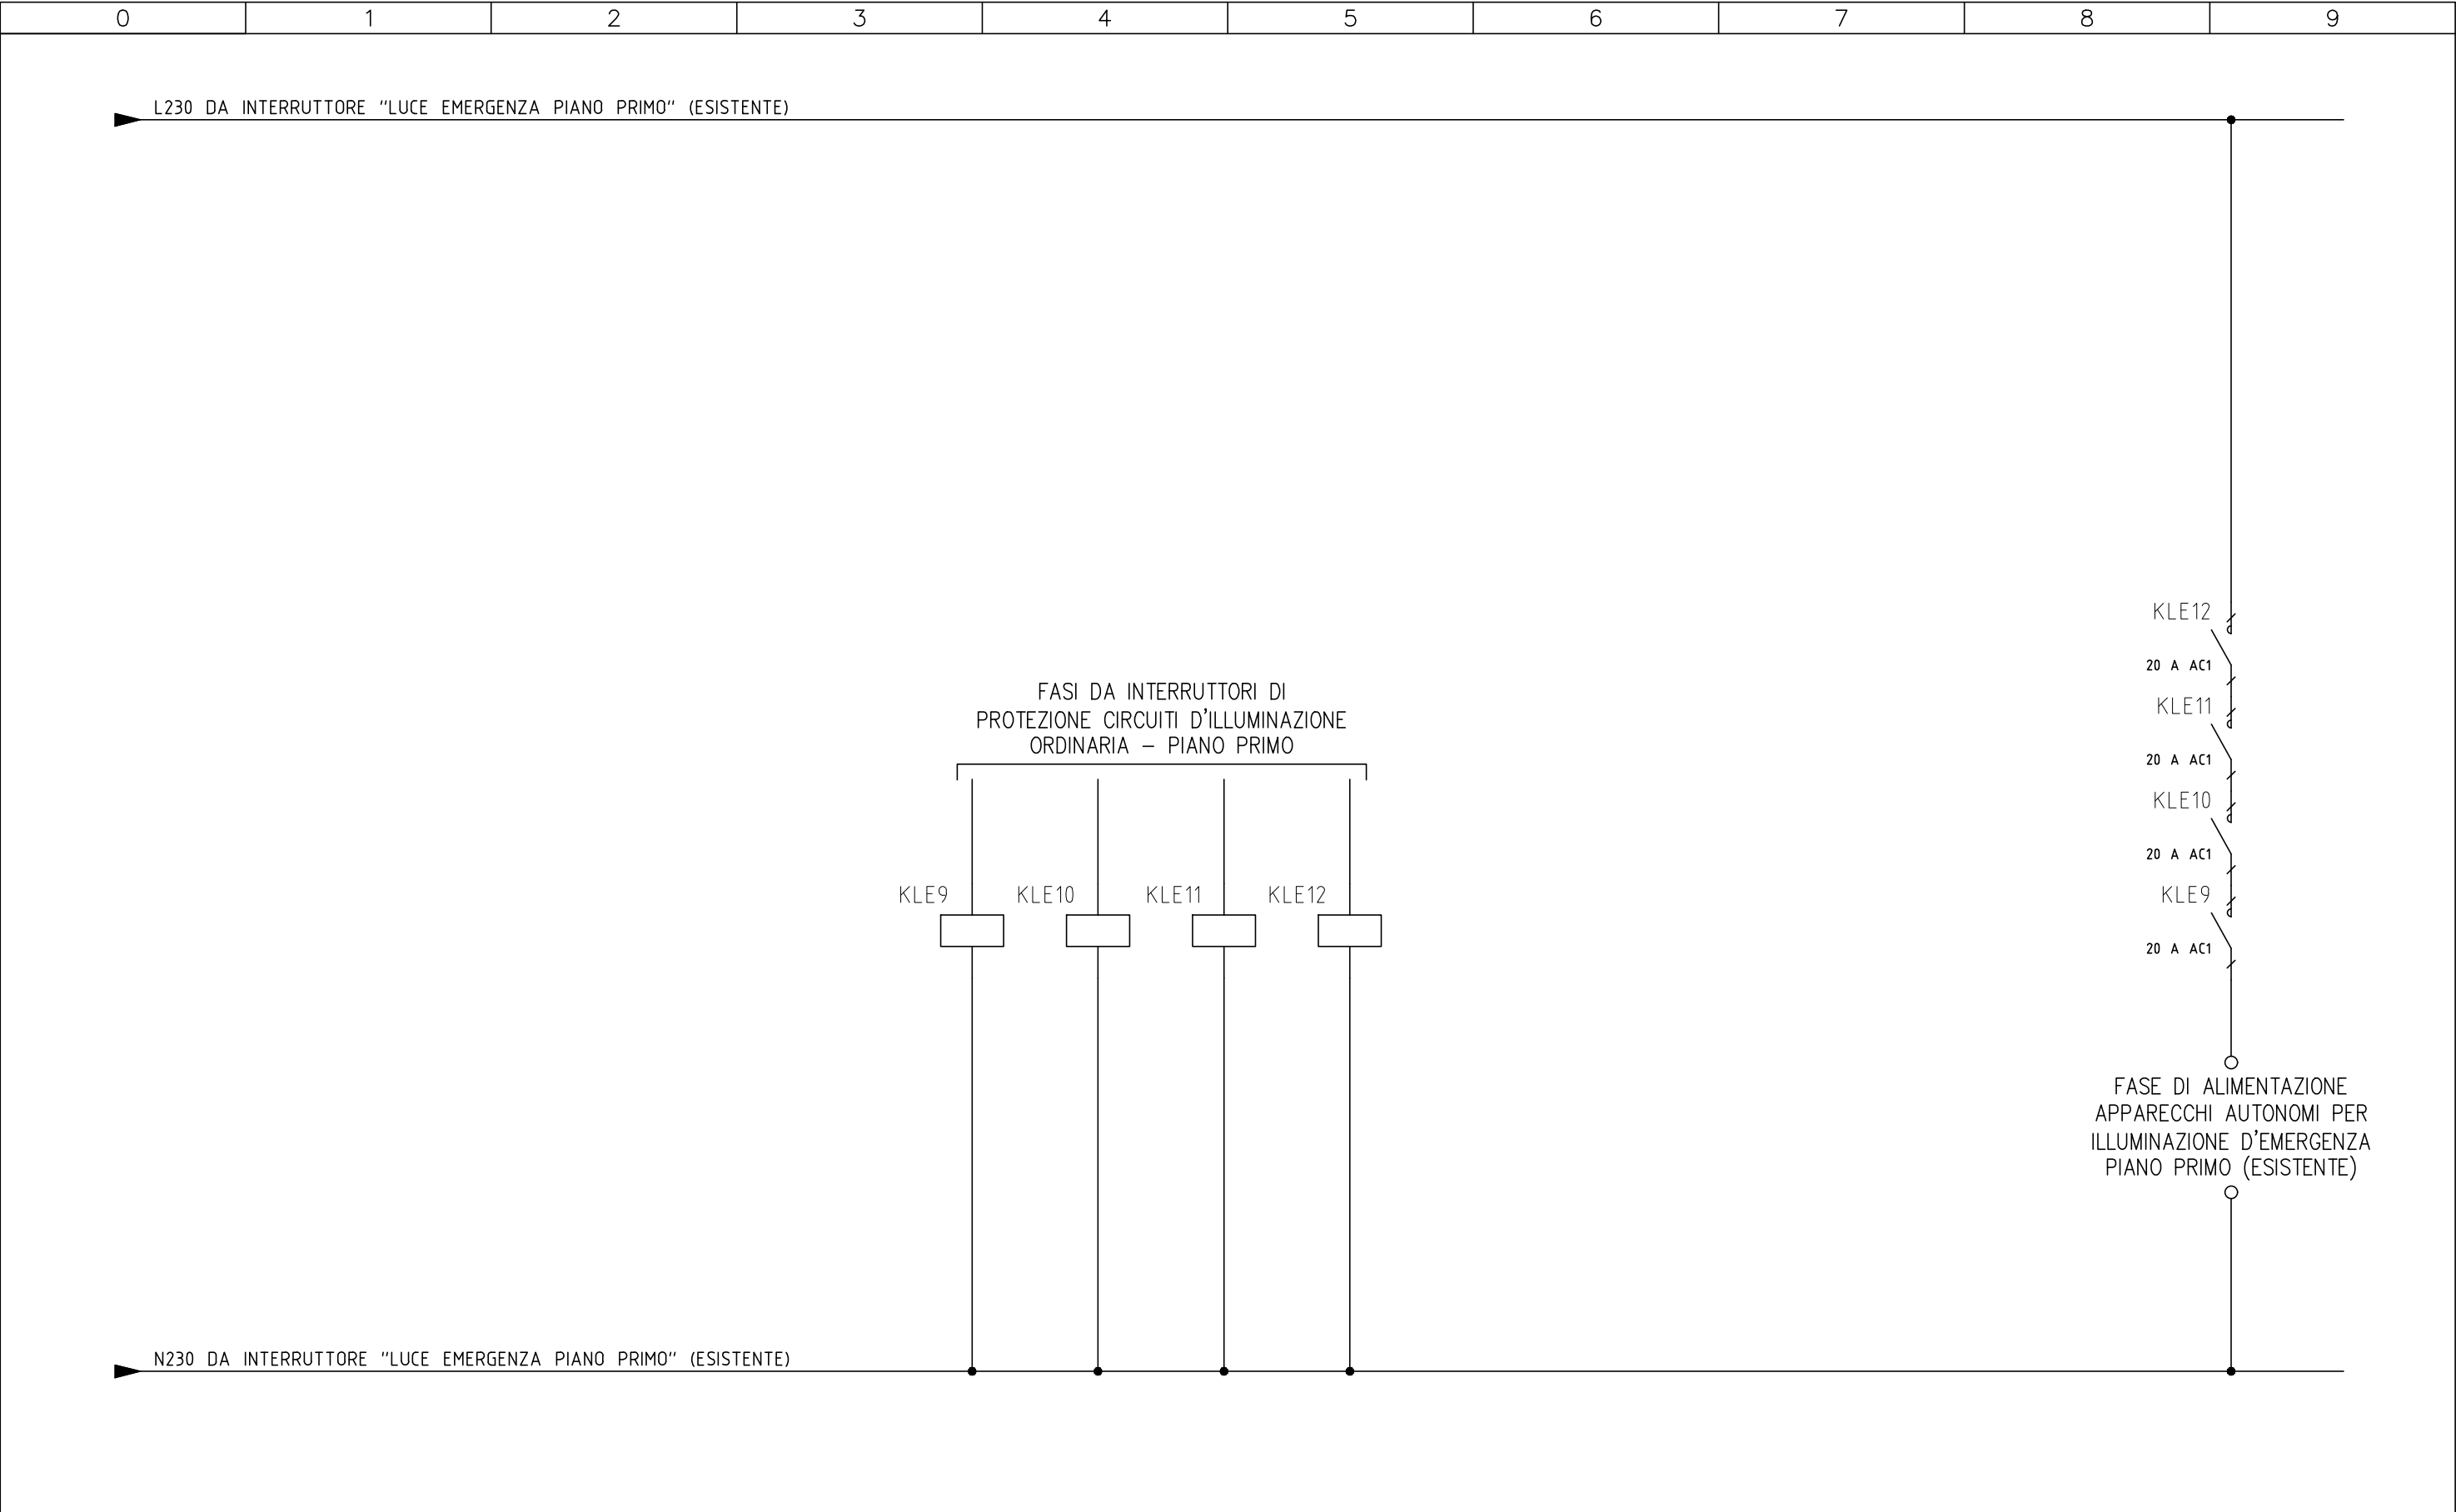 0 1 2 3 4 5 6 7 8 9
L230 DA INTERRUTTORE "LUCE EMERGENZA PIANO PRIMO" (ESISTENTE)
KLE12
20 A AC1
KLE11
20 A AC1
KLE10
20 A AC1
KLE9
20 A AC1
FASI DA INTERRUTTORI DI
PROTEZIONE CIRCUITI D'ILLUMINAZIONE
ORDINARIA – PIANO PRIMO
KLE9 KLE10 KLE11 KLE12
FASE DI ALIMENTAZIONE
APPARECCHI AUTONOMI PER
ILLUMINAZIONE D'EMERGENZA
PIANO PRIMO (ESISTENTE)
N230 DA INTERRUTTORE "LUCE EMERGENZA PIANO PRIMO" (ESISTENTE)